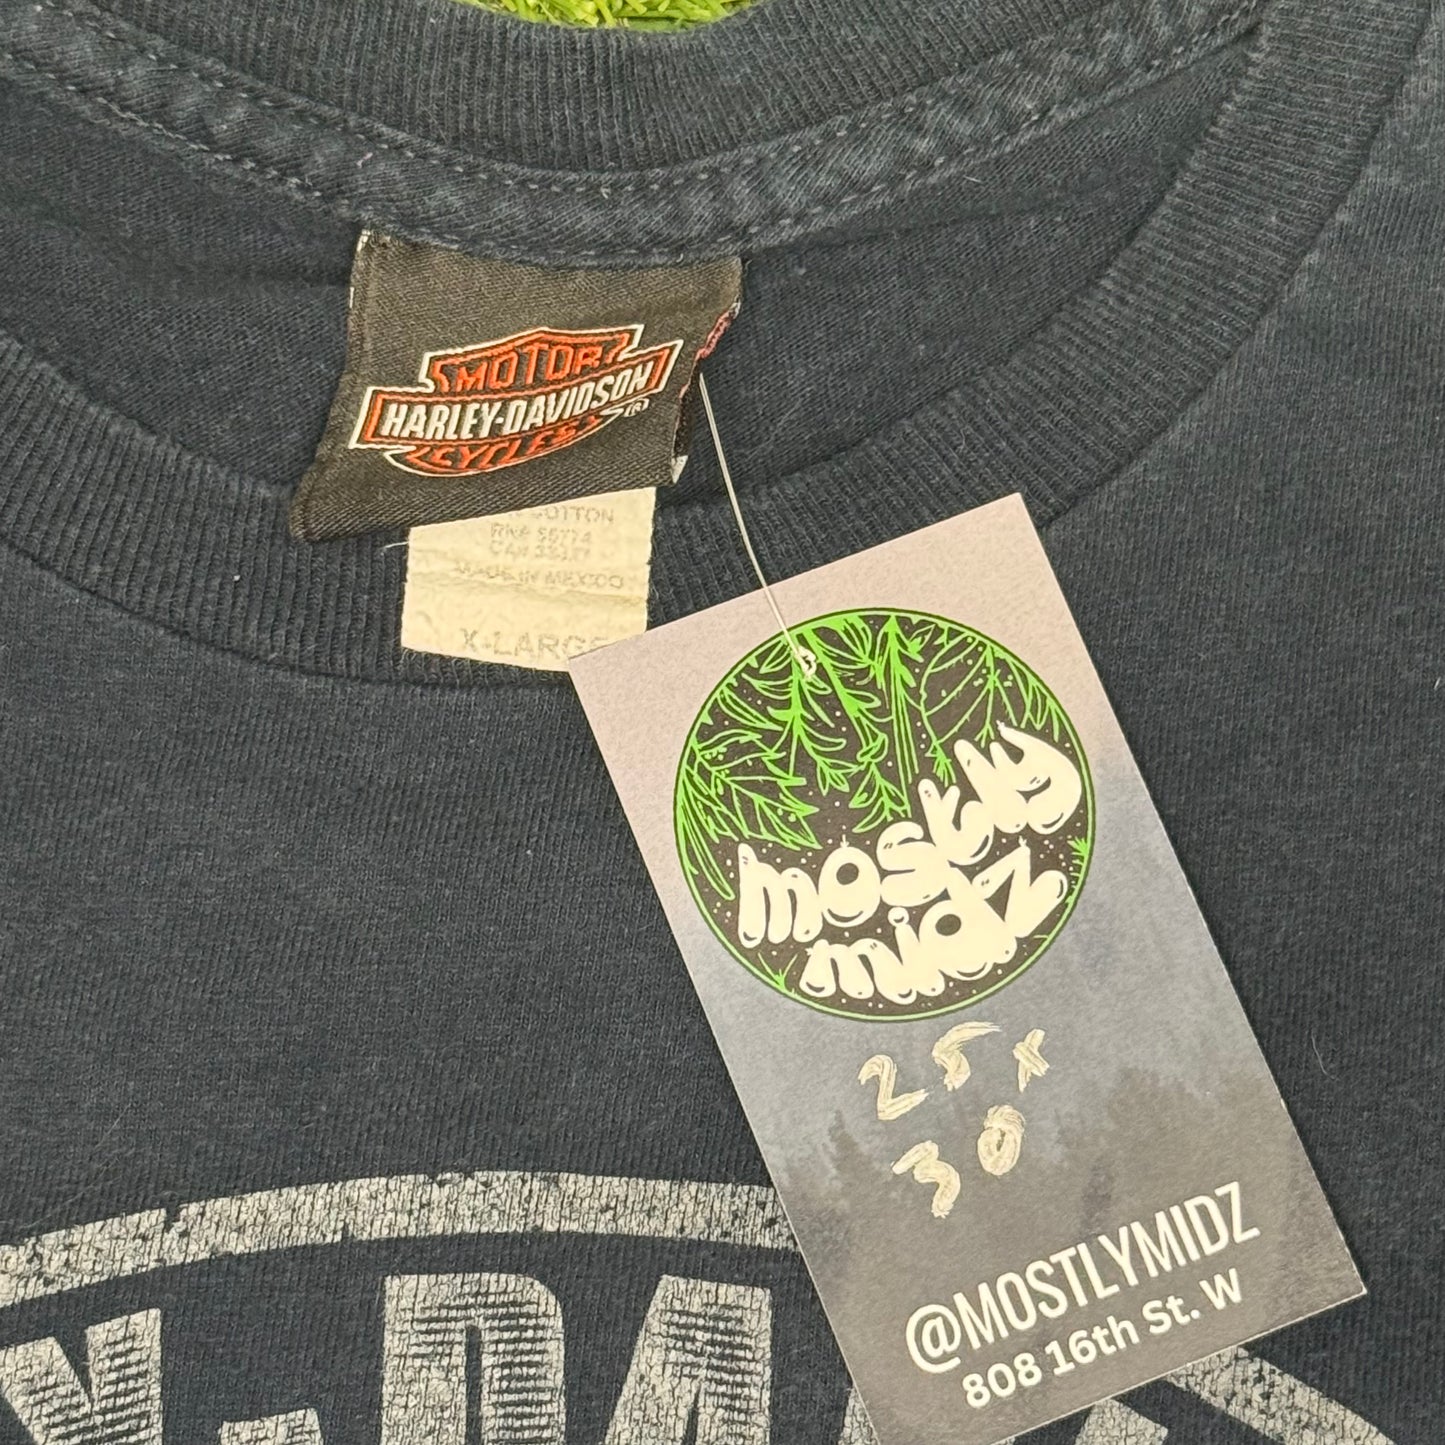 MOTOR
HARLEY-DAVIDSON
CYCLES
COTTON
RN# 55774
MADE IN MEXICO
X-LARGE
mostly
midz
25 x
30
@MOSTLYMIDZ
808 16th St. W